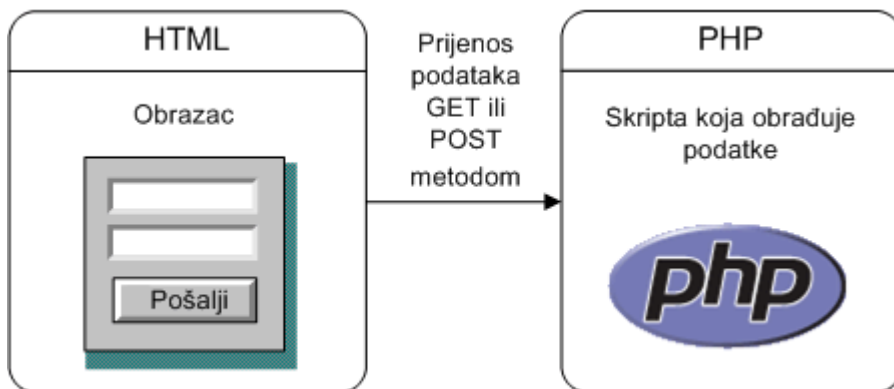 HTML
Obrazac
Pošalji
Prijenos
podataka
GET ili
POST
metodom
PHP
Skripta koja obrađuje
podatke
php